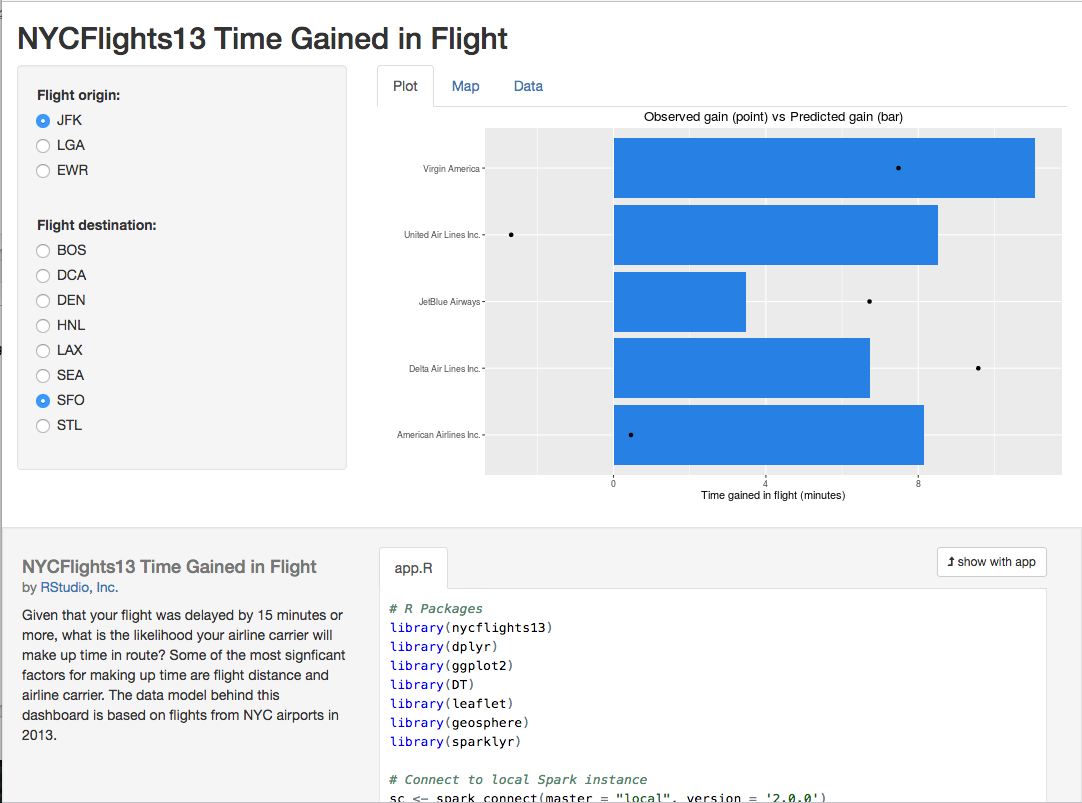 NYCFlights13 Time Gained in Flight
Flight origin:
JFK
LGA
EWR
Flight destination:
BOS
DCA
DEN
HNL
LAX
SEA
SFO
STL
Plot Map Data
Observed gain (point) vs Predicted gain (bar)
Virgin America
United Air Lines Inc.
JetBlue Airways
Delta Air Lines Inc.
American Airlines Inc.
0 4 8
Time gained in flight (minutes)
NYCFlights13 Time Gained in Flight
by RStudio, Inc.
Given that your flight was delayed by 15 minutes or
more, what is the likelihood your airline carrier will
make up time in route? Some of the most signficant
factors for making up time are flight distance and
airline carrier. The data model behind this
dashboard is based on flights from NYC airports in
2013.
app.R
show with app
# R Packages
library(nycflights13)
library(dplyr)
library(ggplot2)
library(DT)
library(leaflet)
library(geosphere)
library(sparklyr)
# Connect to local Spark instance
sc <- spark_connect(master = "local", version = '2.0.0')